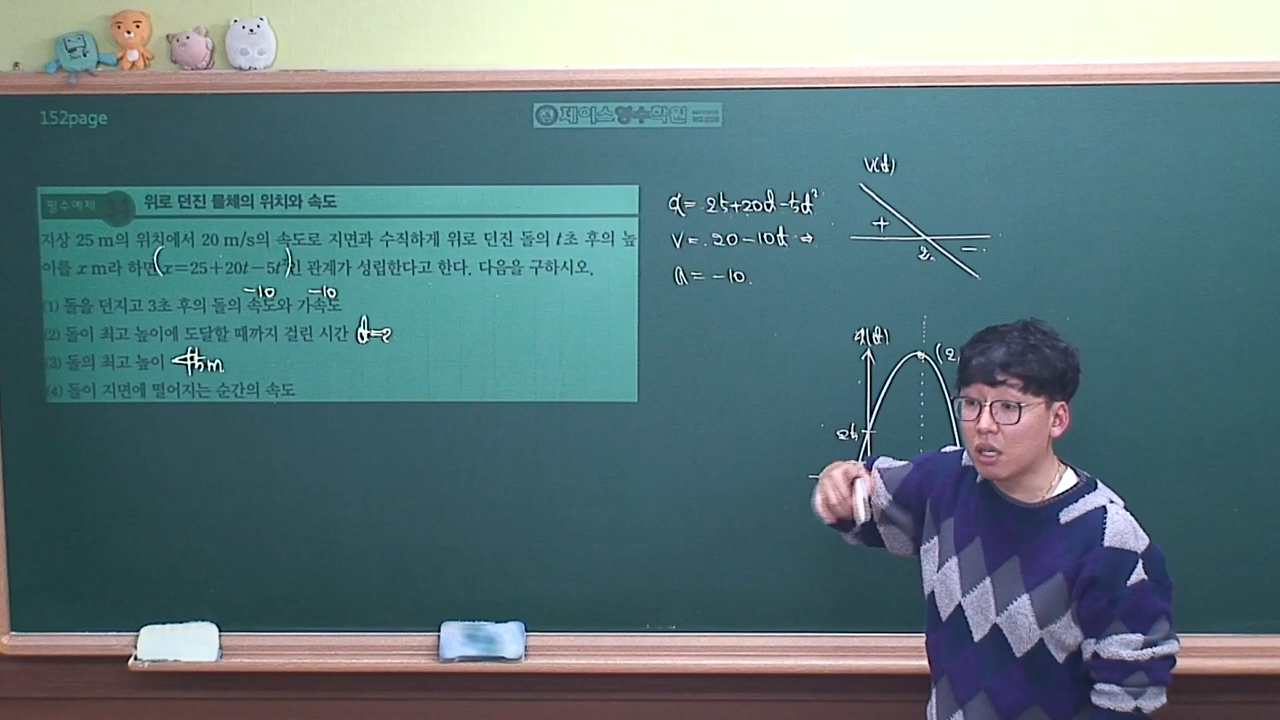 152page
제이스영수학원
필수예제
위로 던진 물체의 위치와 속도
지상 25 m의 위치에서 20 m/s의 속도로 지면과 수직하게 위로 던진 돌의 t초 후의 높
이를 x m라 하면 (x=25+20t-5t²)인 관계가 성립한다고 한다. 다음을 구하시오.
-10 -10
(1) 돌을 던지고 3초 후의 돌의 속도와 가속도
(2) 돌이 최고 높이에 도달할 때까지 걸린 시간 t=2
(3) 돌의 최고 높이 45m
(4) 돌이 지면에 떨어지는 순간의 속도
x=25+20t-5t²
v=20-10t ⇒
a=-10.
v(t)
+
2
-
x(t)
(2,
25